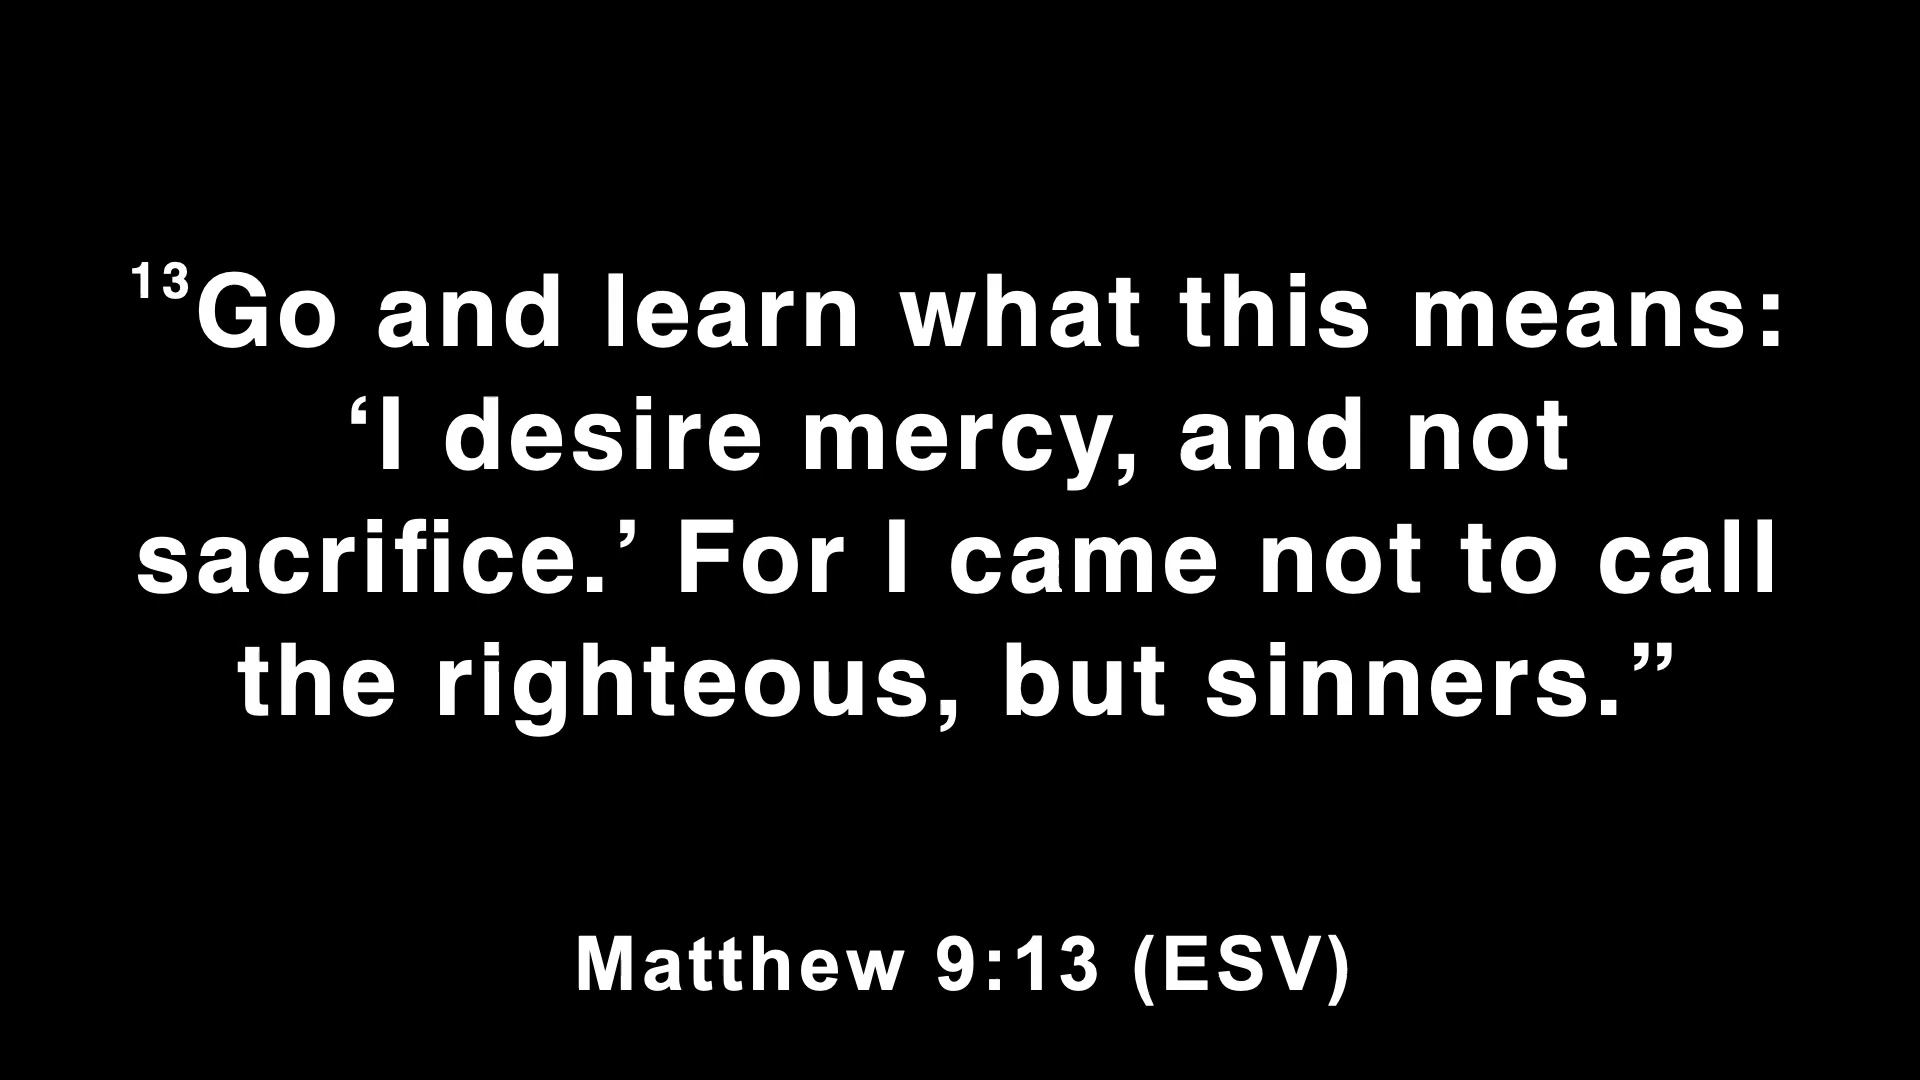 ¹³Go and learn what this means:
‘I desire mercy, and not
sacrifice.’ For I came not to call
the righteous, but sinners.”
Matthew 9:13 (ESV)